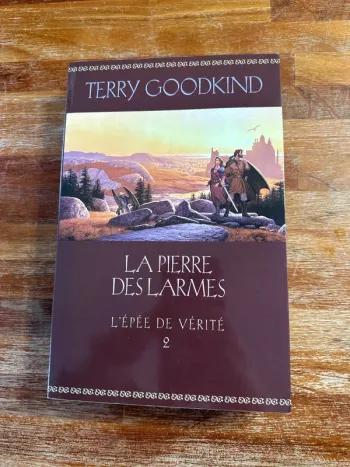 TERRY GOODKIND
LA PIERRE
DES LARMES
L'ÉPÉE DE VÉRITÉ
2